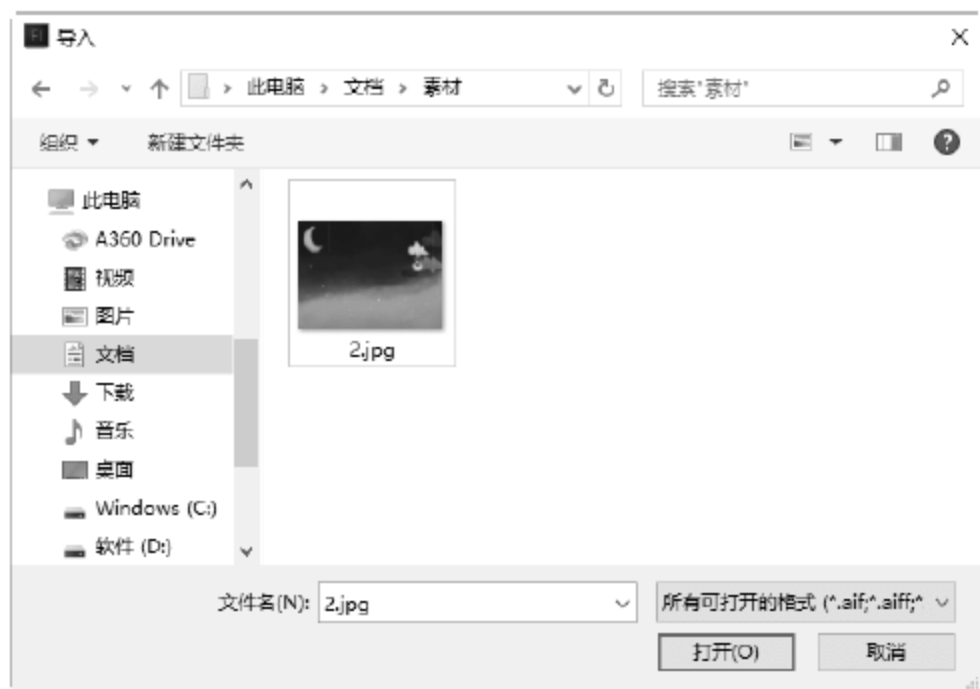 导入
此电脑 › 文档 › 素材
搜索"素材"
组织
新建文件夹
此电脑
A360 Drive
视频
图片
文档
下载
音乐
桌面
Windows (C:)
软件 (D:)
2.jpg
文件名(N): 2.jpg
所有可打开的格式 (*.aif;*.aiff;*.
打开(O)
取消